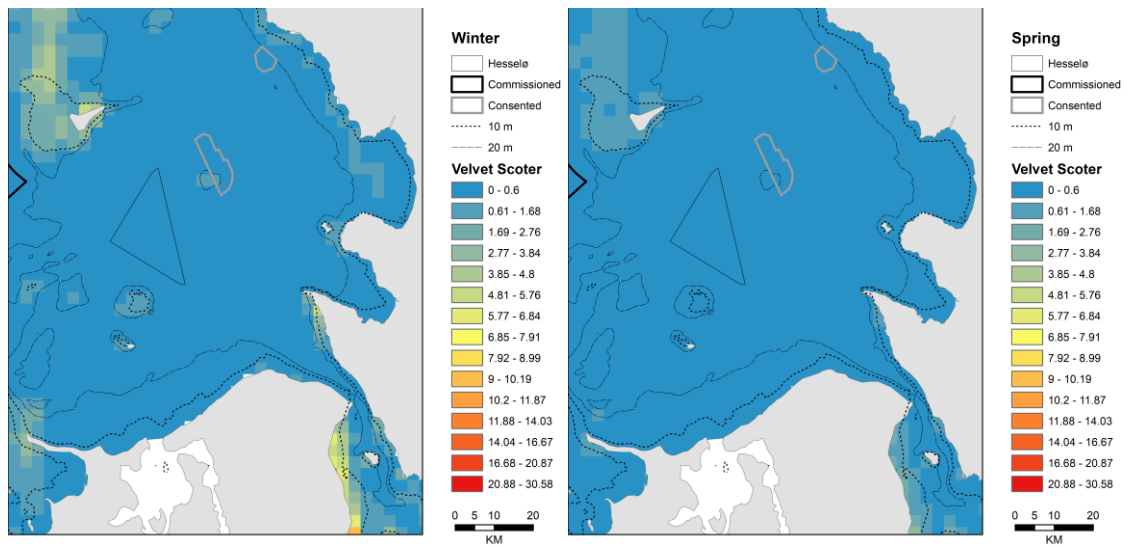 Winter
Hesselø
Commissioned
Consented
10 m
20 m
Velvet Scoter
0 - 0.6
0.61 - 1.68
1.69 - 2.76
2.77 - 3.84
3.85 - 4.8
4.81 - 5.76
5.77 - 6.84
6.85 - 7.91
7.92 - 8.99
9 - 10.19
10.2 - 11.87
11.88 - 14.03
14.04 - 16.67
16.68 - 20.87
20.88 - 30.58
0 5 10 20
KM
Spring
Hesselø
Commissioned
Consented
10 m
20 m
Velvet Scoter
0 - 0.6
0.61 - 1.68
1.69 - 2.76
2.77 - 3.84
3.85 - 4.8
4.81 - 5.76
5.77 - 6.84
6.85 - 7.91
7.92 - 8.99
9 - 10.19
10.2 - 11.87
11.88 - 14.03
14.04 - 16.67
16.68 - 20.87
20.88 - 30.58
0 5 10 20
KM